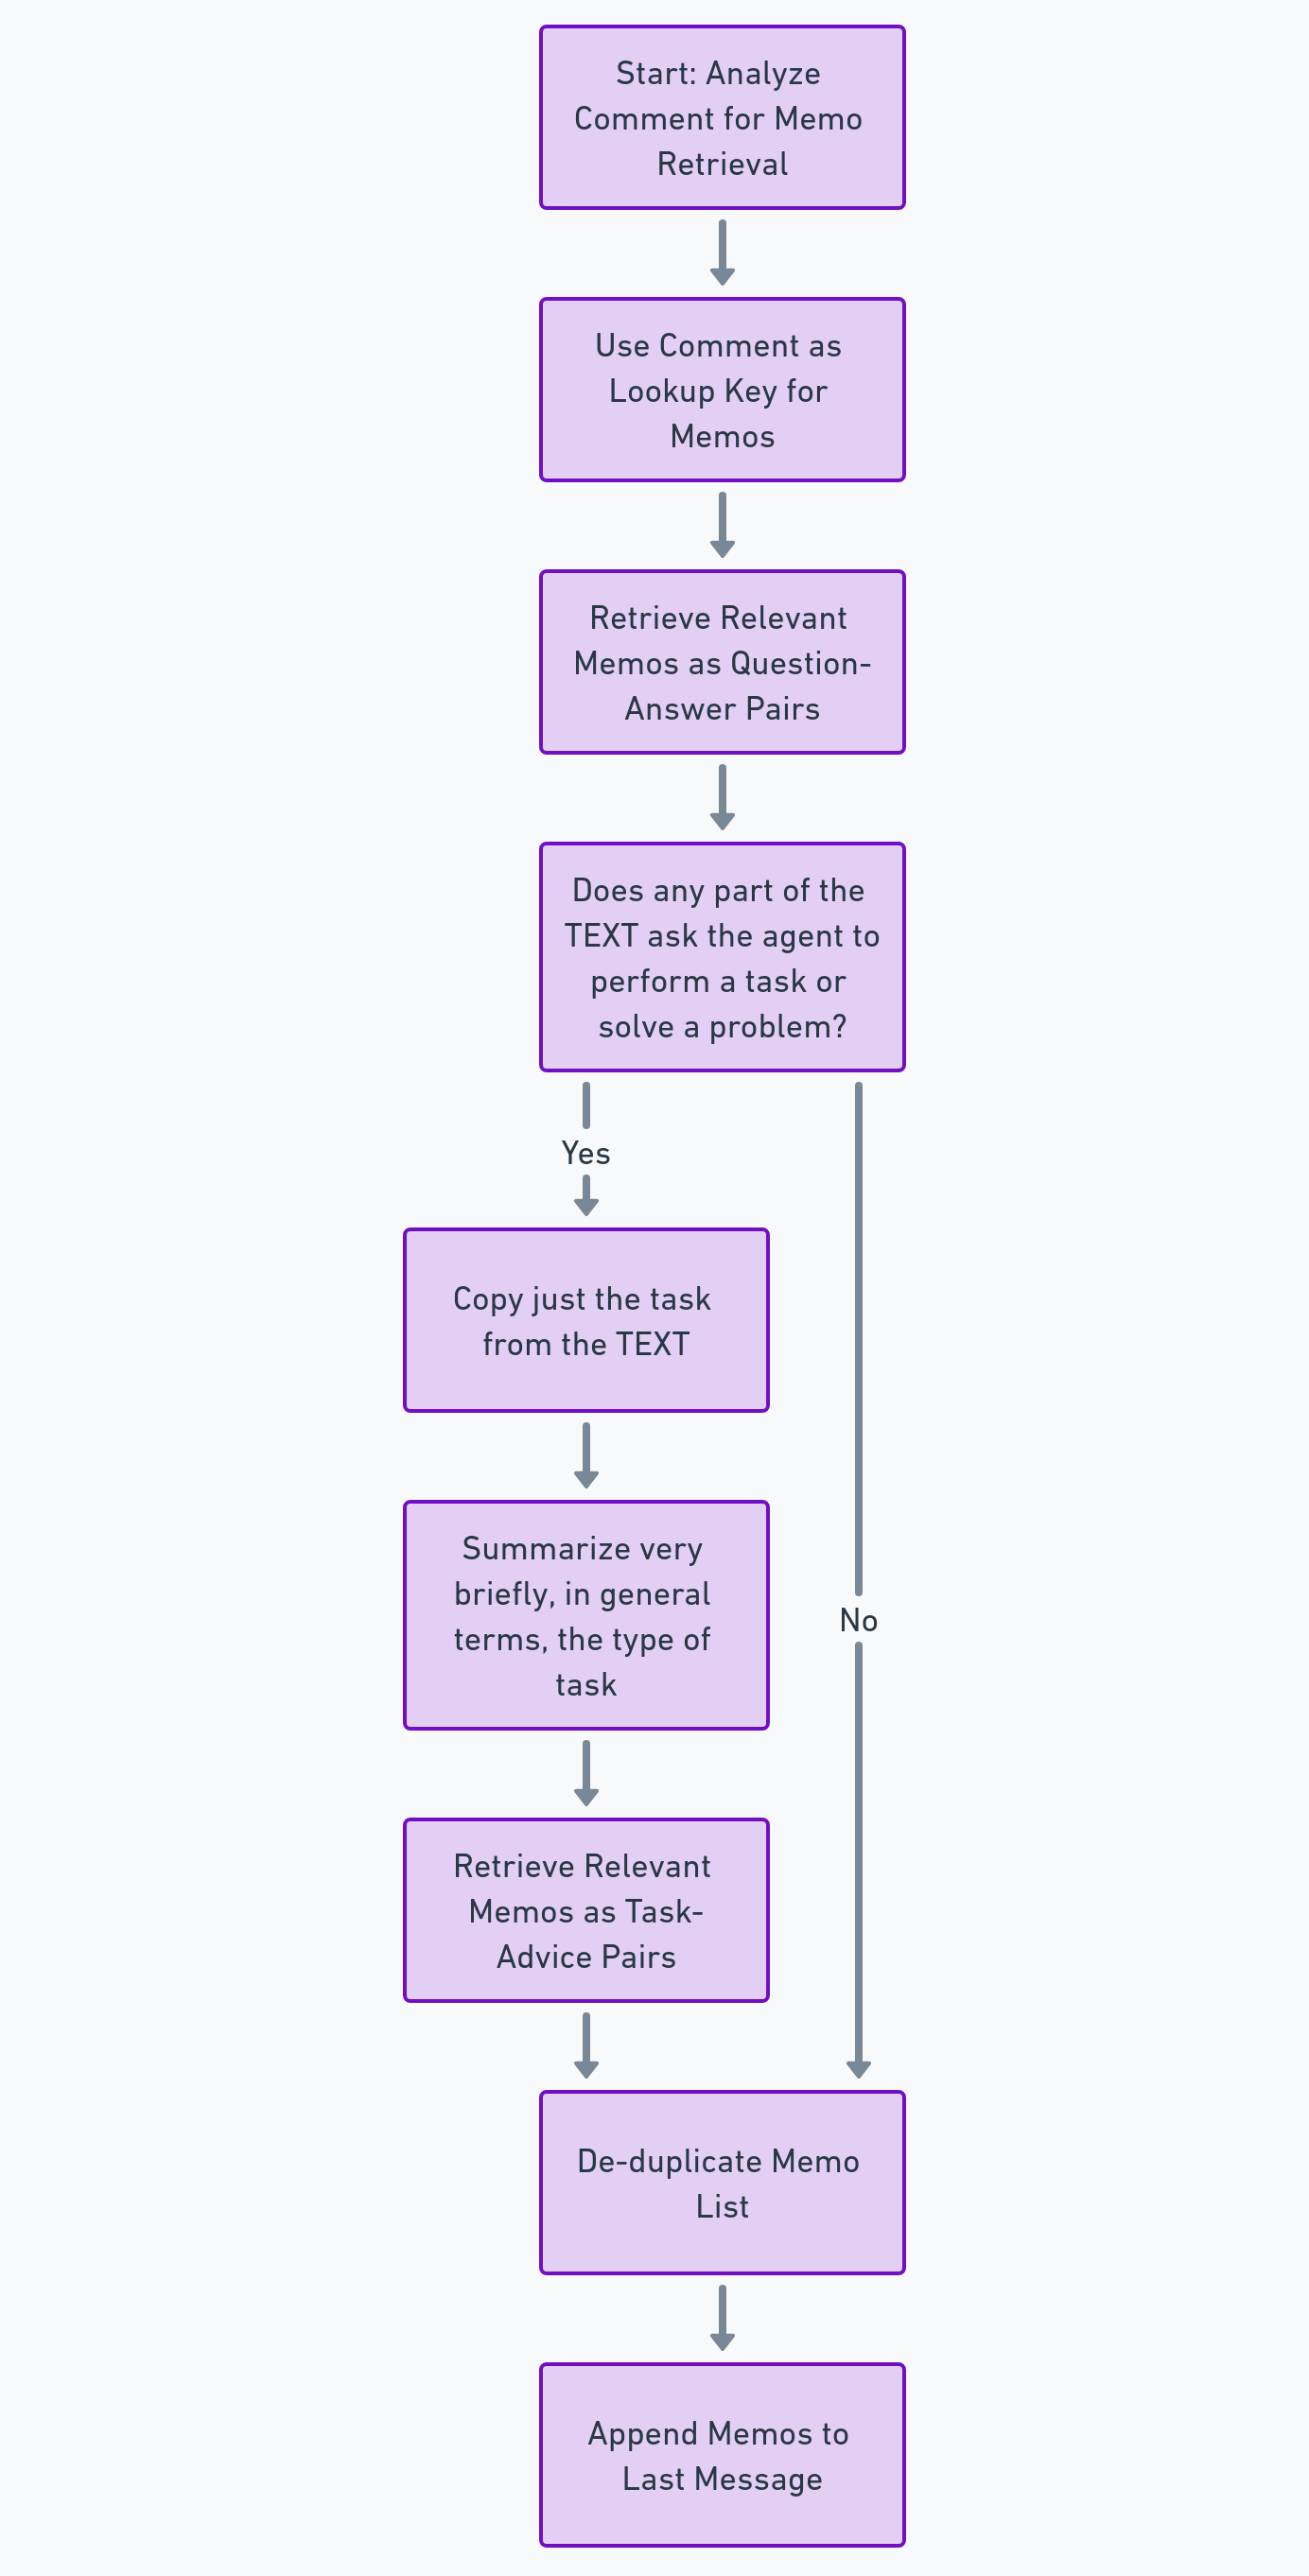 Start: Analyze
Comment for Memo
Retrieval
Use Comment as
Lookup Key for
Memos
Retrieve Relevant
Memos as Question-
Answer Pairs
Does any part of the
TEXT ask the agent to
perform a task or
solve a problem?
Yes
Copy just the task
from the TEXT
Summarize very
briefly, in general
terms, the type of
task
No
Retrieve Relevant
Memos as Task-
Advice Pairs
De-duplicate Memo
List
Append Memos to
Last Message